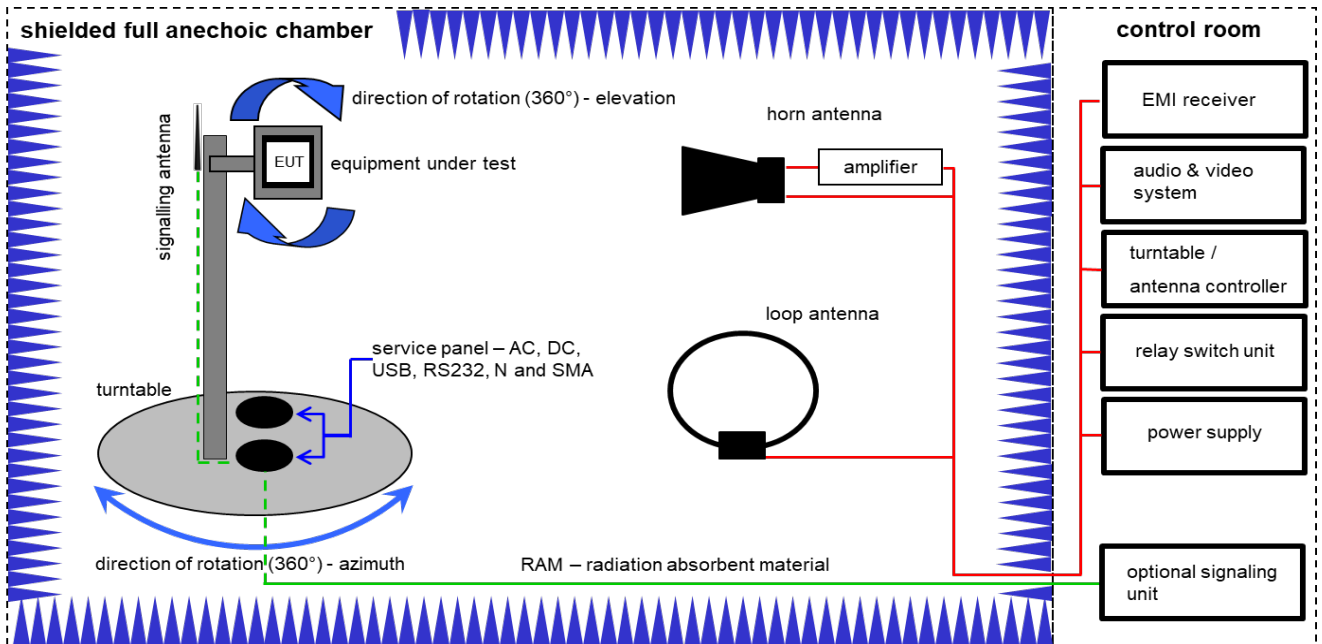 shielded full anechoic chamber
control room
direction of rotation (360°) - elevation
signalling antenna
EUT
equipment under test
horn antenna
amplifier
loop antenna
service panel – AC, DC,
USB, RS232, N and SMA
turntable
direction of rotation (360°) - azimuth
RAM – radiation absorbent material
EMI receiver
audio & video
system
turntable /
antenna controller
relay switch unit
power supply
optional signaling
unit